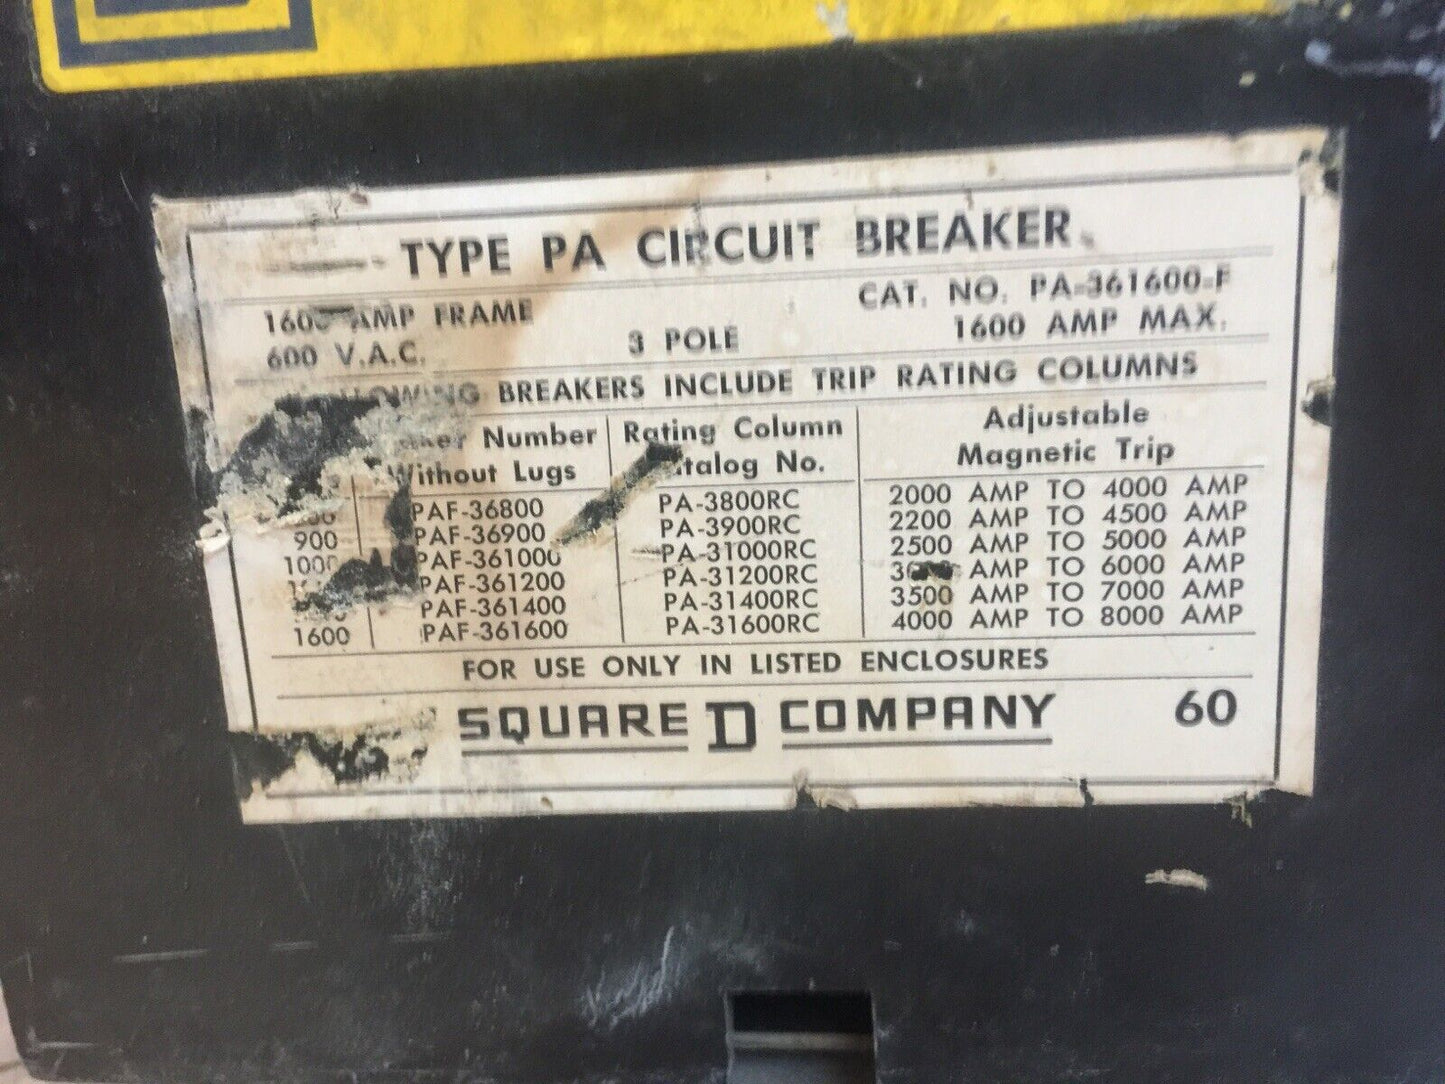 TYPE PA CIRCUIT BREAKER
AMP FRAME CAT. NO. PA-361600-F
600 V.A.C. 3 POLE 1600 AMP MAX.
BREAKERS INCLUDE TRIP RATING COLUMNS
Number Rating Column Adjustable
Without Lugs No. Magnetic Trip
PAF-36800 PA-3800RC 2000 AMP TO 4000 AMP
900 PAF-36900 PA-3900RC 2200 AMP TO 4500 AMP
1000 PAF-361000 PA-31000RC 2500 AMP TO 5000 AMP
PAF-361200 PA-31200RC AMP TO 6000 AMP
PAF-361400 PA-31400RC 3500 AMP TO 7000 AMP
1600 PAF-361600 PA-31600RC 4000 AMP TO 8000 AMP
FOR USE ONLY IN LISTED ENCLOSURES
SQUARE D COMPANY 60